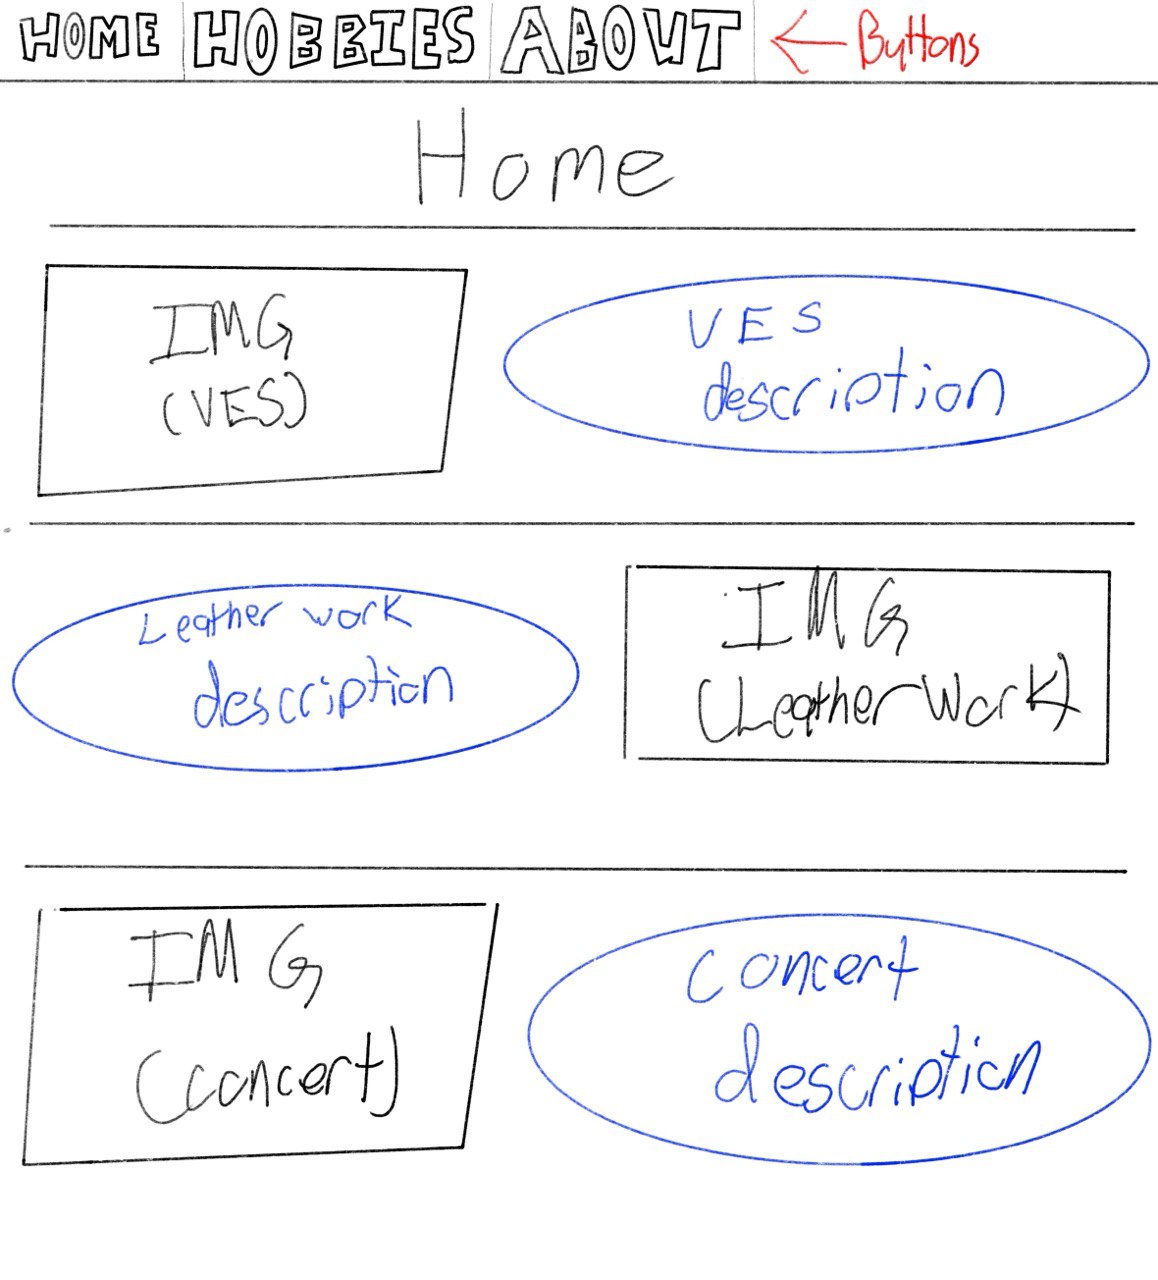 HOME HOBBIES ABOUT Buttons
Home
IMG
(VES)
VES
description
Leather work
description
IMG
(Leather Work)
IMG
(concert)
concert
description